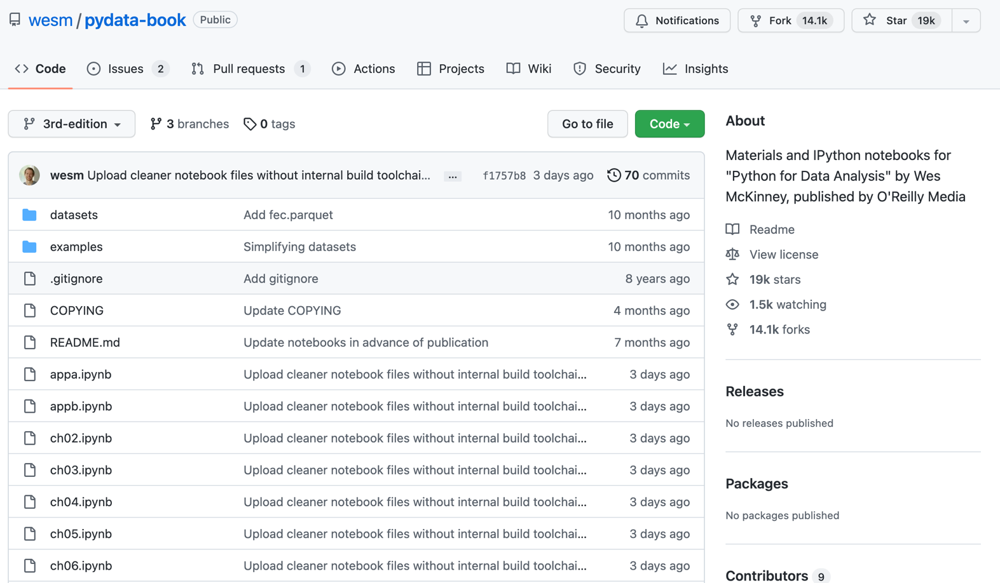 wesm / pydata-book Public
Notifications Fork 14.1k Star 19k
Code Issues 2 Pull requests 1 Actions Projects Wiki Security Insights
3rd-edition 3 branches 0 tags Go to file Code
wesm Upload cleaner notebook files without internal build toolchai... ... f1757b8 3 days ago 70 commits
datasets Add fec.parquet 10 months ago
examples Simplifying datasets 10 months ago
.gitignore Add gitignore 8 years ago
COPYING Update COPYING 4 months ago
README.md Update notebooks in advance of publication 7 months ago
appa.ipynb Upload cleaner notebook files without internal build toolchai... 3 days ago
appb.ipynb Upload cleaner notebook files without internal build toolchai... 3 days ago
ch02.ipynb Upload cleaner notebook files without internal build toolchai... 3 days ago
ch03.ipynb Upload cleaner notebook files without internal build toolchai... 3 days ago
ch04.ipynb Upload cleaner notebook files without internal build toolchai... 3 days ago
ch05.ipynb Upload cleaner notebook files without internal build toolchai... 3 days ago
ch06.ipynb Upload cleaner notebook files without internal build toolchai... 3 days ago
About
Materials and IPython notebooks for
"Python for Data Analysis" by Wes
McKinney, published by O'Reilly Media
Readme
View license
19k stars
1.5k watching
14.1k forks
Releases
No releases published
Packages
No packages published
Contributors 9